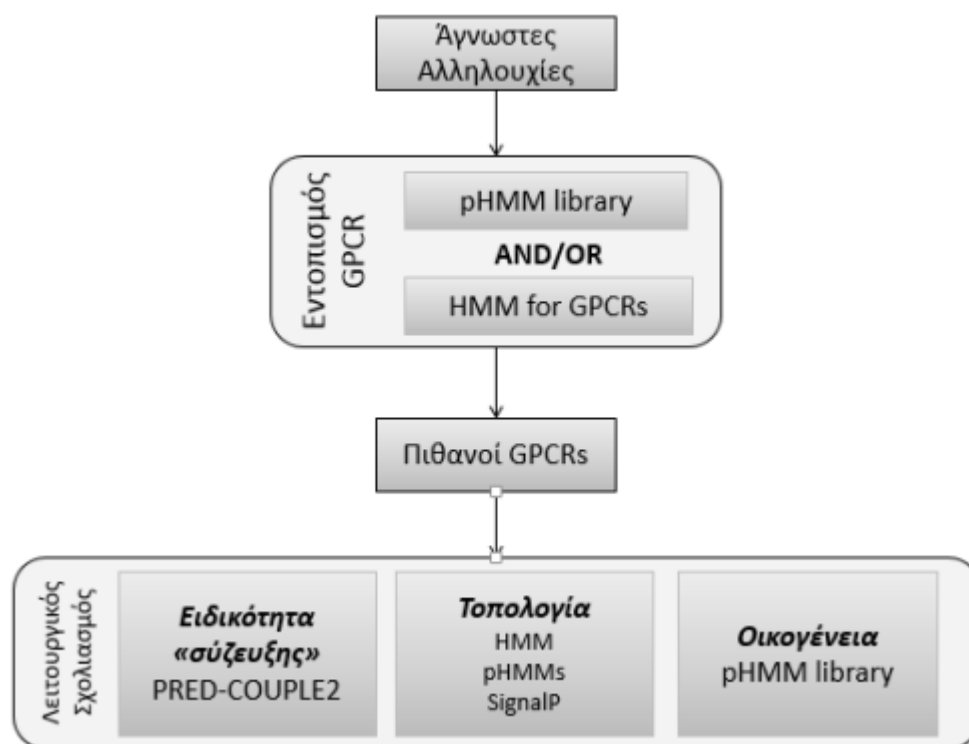 Άγνωστες
Αλληλουχίες
Εντοπισμός
GPCR
pHMM library
AND/OR
HMM for GPCRs
Πιθανοί GPCRs
Λειτουργικός
Σχολιασμός
Ειδικότητα
«σύζευξης»
PRED-COUPLE2
Τοπολογία
HMM
pHMMs
SignalP
Οικογένεια
pHMM library